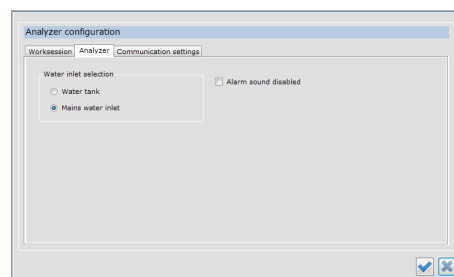 Analyzer configuration
Worksession Analyzer Communication settings
Water inlet selection
Alarm sound disabled
Water tank
Mains water inlet